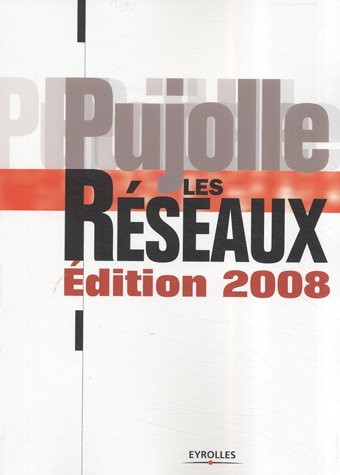 Pujolle
LES
RÉSEAUX
Édition 2008
EYROLLES